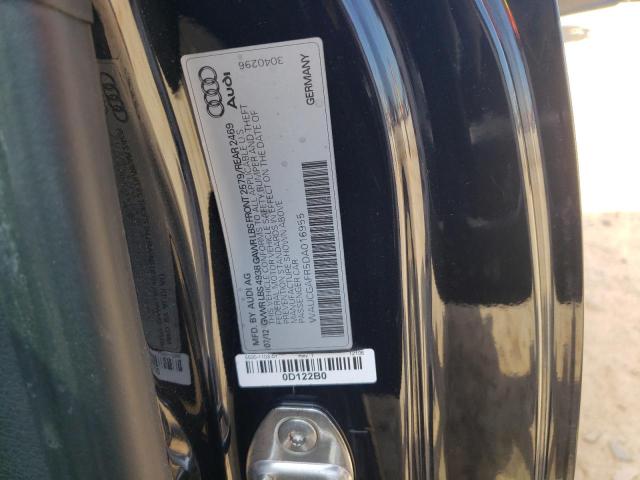 Audi
3040296
MFD. BY AUDI AG
GERMANY
07/12 GVWR LBS 4938 GAWR LBS FRONT 2579/REAR 2469
THIS VEHICLE CONFORMS TO ALL APPLICABLE U.S.
FEDERAL MOTOR VEHICLE SAFETY BUMPER AND THEFT
PREVENTION STANDARDS IN EFFECT ON THE DATE OF
MANUFACTURE SHOWN ABOVE
PASSENGER CAR
WAUCGAFR5DA016955
0D122B0